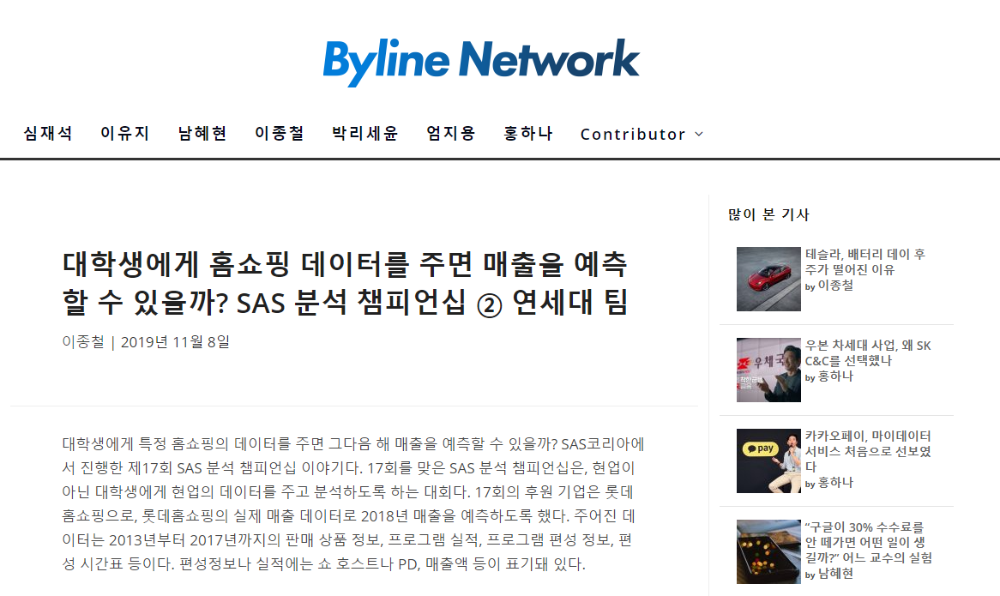 Byline Network
심재석 이유지 남혜현 이종철 박리세윤 엄지용 홍하나 Contributor
대학생에게 홈쇼핑 데이터를 주면 매출을 예측
할 수 있을까? SAS 분석 챔피언십 ② 연세대 팀
이종철 | 2019년 11월 8일
대학생에게 특정 홈쇼핑의 데이터를 주면 그다음 해 매출을 예측할 수 있을까? SAS코리아에
서 진행한 제17회 SAS 분석 챔피언십 이야기다. 17회를 맞은 SAS 분석 챔피언십은, 현업이
아닌 대학생에게 현업의 데이터를 주고 분석하도록 하는 대회다. 17회의 후원 기업은 롯데
홈쇼핑으로, 롯데홈쇼핑의 실제 매출 데이터로 2018년 매출을 예측하도록 했다. 주어진 데
이터는 2013년부터 2017년까지의 판매 상품 정보, 프로그램 실적, 프로그램 편성 정보, 편
성 시간표 등이다. 편성정보나 실적에는 쇼 호스트나 PD, 매출액 등이 표기돼 있다.
많이 본 기사
테슬라, 배터리 데이 후
주가 떨어진 이유
by 이종철
우체국
우본 차세대 사업, 왜 SK
C&C를 선택했나
by 홍하나
pay
카카오페이, 마이데이터
서비스 처음으로 선보였
다
by 홍하나
“구글이 30% 수수료를
안 떼가면 어떤 일이 생
길까?” 어느 교수의 실험
by 남혜현